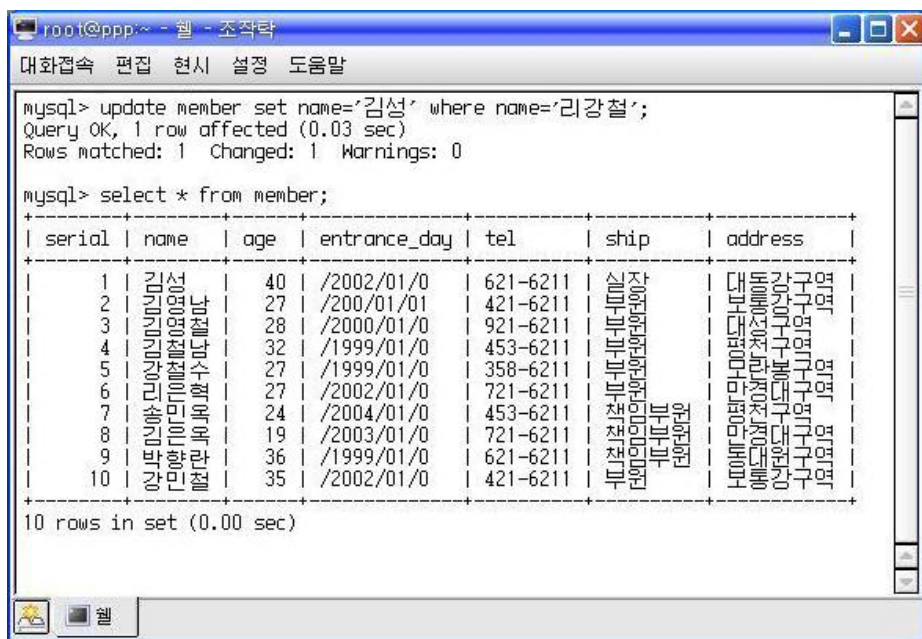 root@ppp:~ - 쉘 - 조작탁
대화접속 편집 현시 설정 도움말
mysql> update member set name='김성' where name='리강철';
Query OK, 1 row affected (0.03 sec)
Rows matched: 1 Changed: 1 Warnings: 0
mysql> select * from member;
+--------+--------+------+--------------+----------+----------+------------+
| serial | name | age | entrance_day | tel | ship | address |
+--------+--------+------+--------------+----------+----------+------------+
| 1 | 김성 | 40 | /2002/01/0 | 621-6211 | 실장 | 대동강구역 |
| 2 | 김영남 | 27 | /200/01/01 | 421-6211 | 부원 | 보통강구역 |
| 3 | 김영철 | 28 | /2000/01/0 | 921-6211 | 부원 | 대성구역 |
| 4 | 김철남 | 32 | /1999/01/0 | 453-6211 | 부원 | 평천구역 |
| 5 | 강철수 | 27 | /1999/01/0 | 358-6211 | 부원 | 모란봉구역 |
| 6 | 리은혁 | 27 | /2002/01/0 | 721-6211 | 부원 | 만경대구역 |
| 7 | 송민옥 | 24 | /2004/01/0 | 453-6211 | 책임부원 | 평천구역 |
| 8 | 김은옥 | 19 | /2003/01/0 | 721-6211 | 책임부원 | 만경대구역 |
| 9 | 박향란 | 36 | /1999/01/0 | 621-6211 | 책임부원 | 동대원구역 |
| 10 | 강민철 | 35 | /2002/01/0 | 421-6211 | 부원 | 보통강구역 |
+--------+--------+------+--------------+----------+----------+------------+
10 rows in set (0.00 sec)
쉘